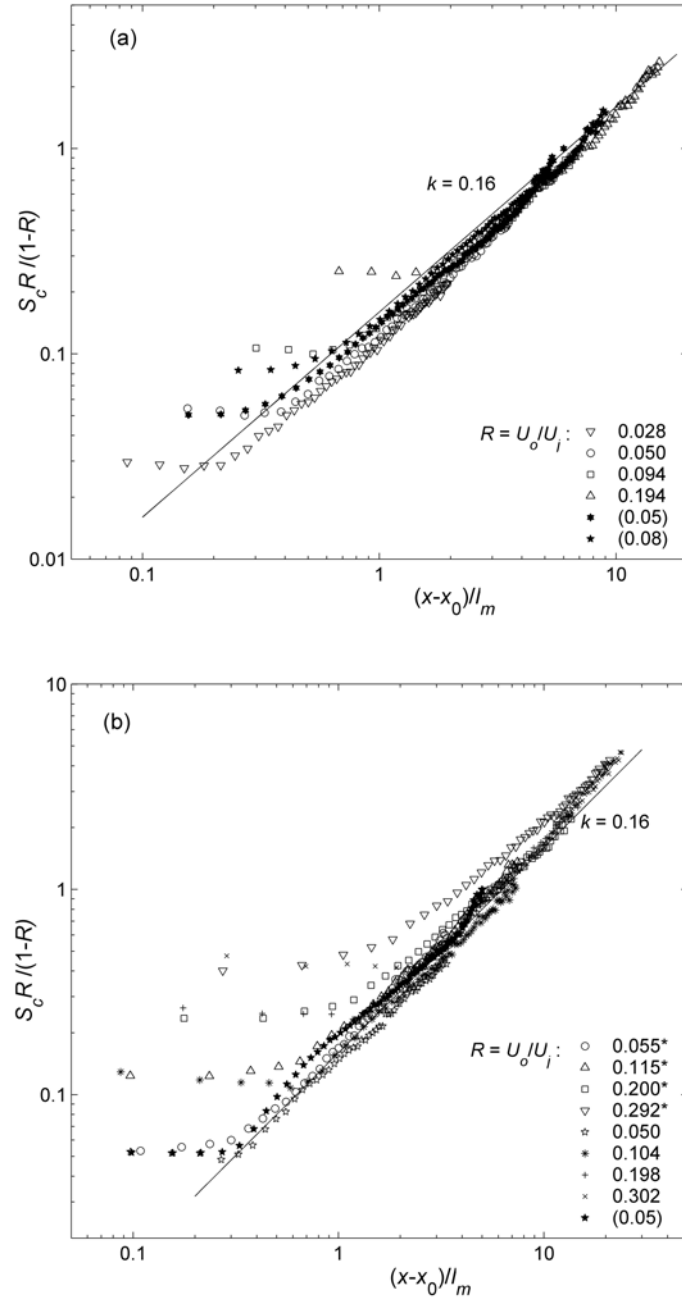 (a)
1
0.1
0.01
S_c R /(1-R)
k = 0.16
R = U_o/U_i :
0.028
0.050
0.094
0.194
(0.05)
(0.08)
0.1
1
10
(x-x_0)/l_m
(b)
10
1
0.1
S_c R /(1-R)
k = 0.16
R = U_o/U_i :
0.055*
0.115*
0.200*
0.292*
0.050
0.104
0.198
0.302
(0.05)
0.1
1
10
(x-x_0)/l_m